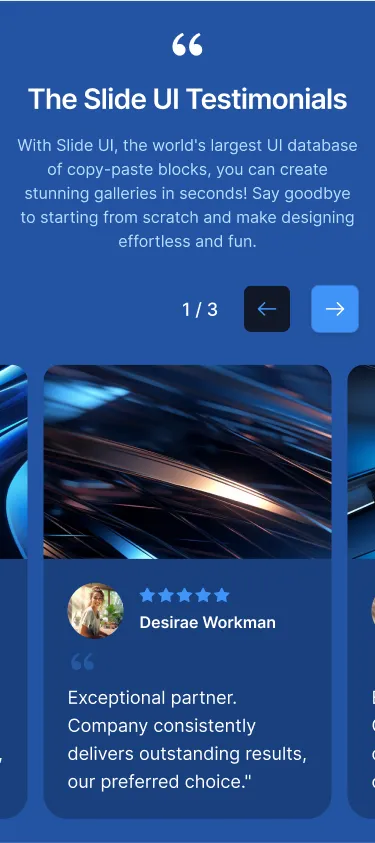 “
The Slide UI Testimonials
With Slide UI, the world's largest UI database
of copy-paste blocks, you can create
stunning galleries in seconds! Say goodbye
to starting from scratch and make designing
effortless and fun.
1 / 3
Desirae Workman
“
Exceptional partner.
Company consistently
delivers outstanding results,
our preferred choice."